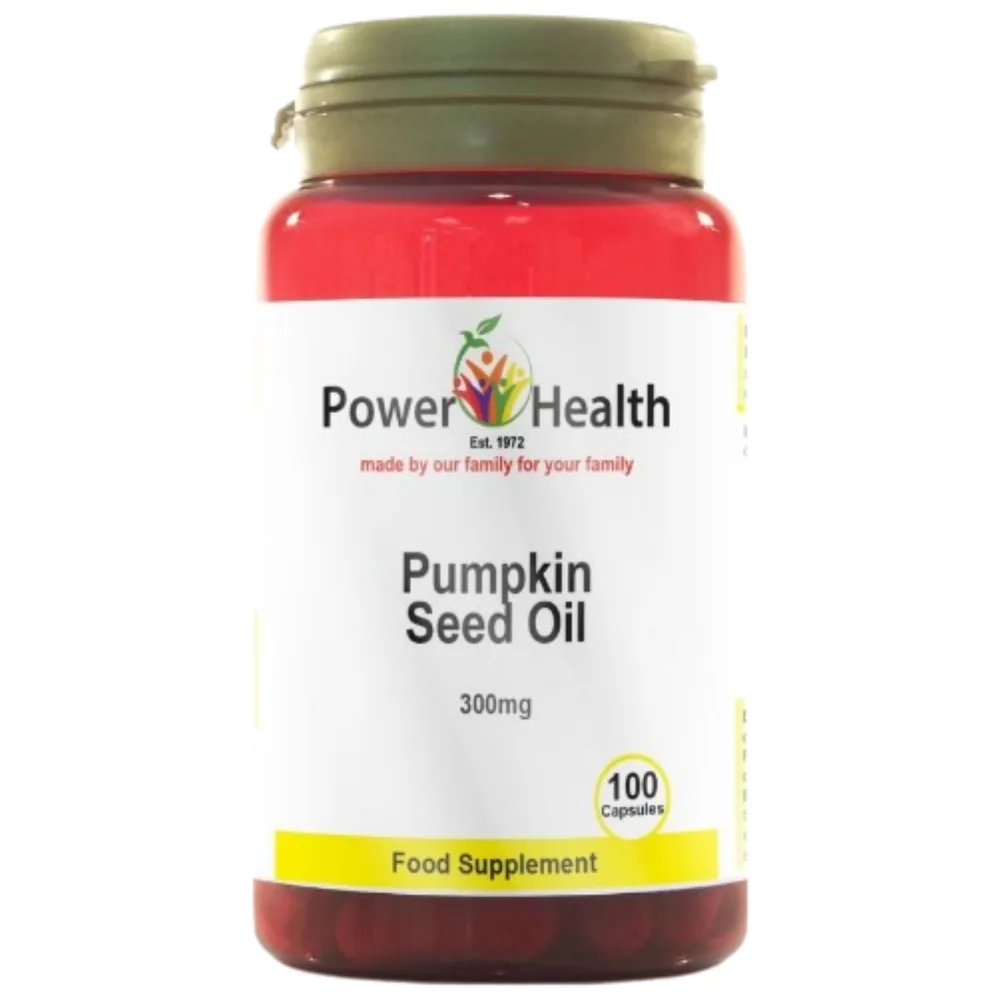 Power Health
Est. 1972
made by our family for your family
Pumpkin
Seed Oil
300mg
100
Capsules
Food Supplement